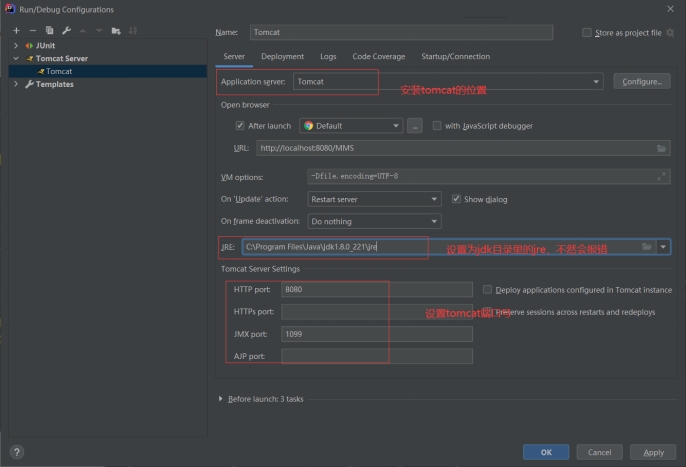 Run/Debug Configurations
Name: Tomcat
Store as project file
JUnit
Tomcat Server
Tomcat
Templates
Server Deployment Logs Code Coverage Startup/Connection
Application server: Tomcat Configure...
安装tomcat的位置
Open browser
After launch Default ... with JavaScript debugger
URL: http://localhost:8080/MMS
VM options: -Dfile.encoding=UTF-8
On 'Update' action: Restart server Show dialog
On frame deactivation: Do nothing
JRE: C:\Program Files\Java\jdk1.8.0_221\jre
设置为jdk目录里的jre，不然会报错
Tomcat Server Settings
HTTP port: 8080 Deploy applications configured in Tomcat instance
HTTPs port: Preserve sessions across restarts and redeploys
设置tomcat端口号
JMX port: 1099
AJP port:
Before launch: 3 tasks
? OK Cancel Apply